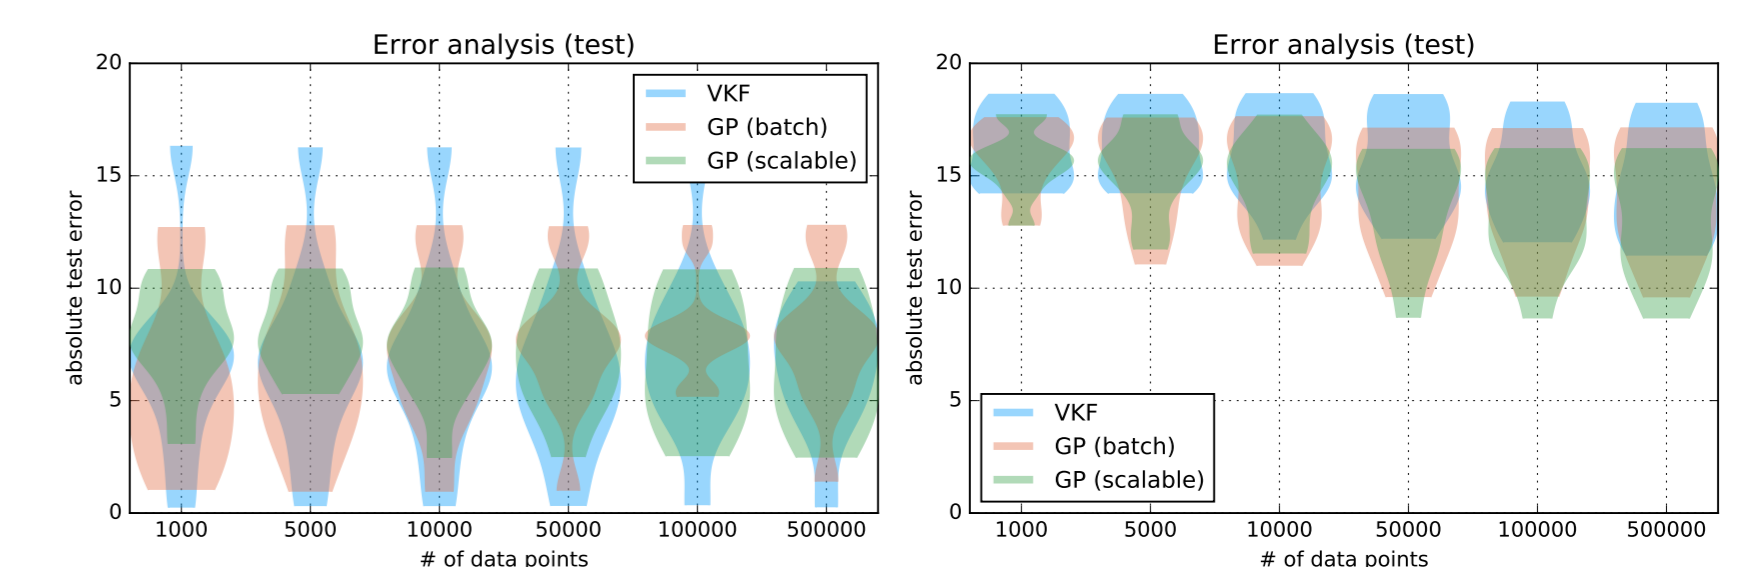 Error analysis (test)
absolute test error
20
15
10
5
0
VKF
GP (batch)
GP (scalable)
1000 5000 10000 50000 100000 500000
# of data points
Error analysis (test)
absolute test error
20
15
10
5
0
VKF
GP (batch)
GP (scalable)
1000 5000 10000 50000 100000 500000
# of data points